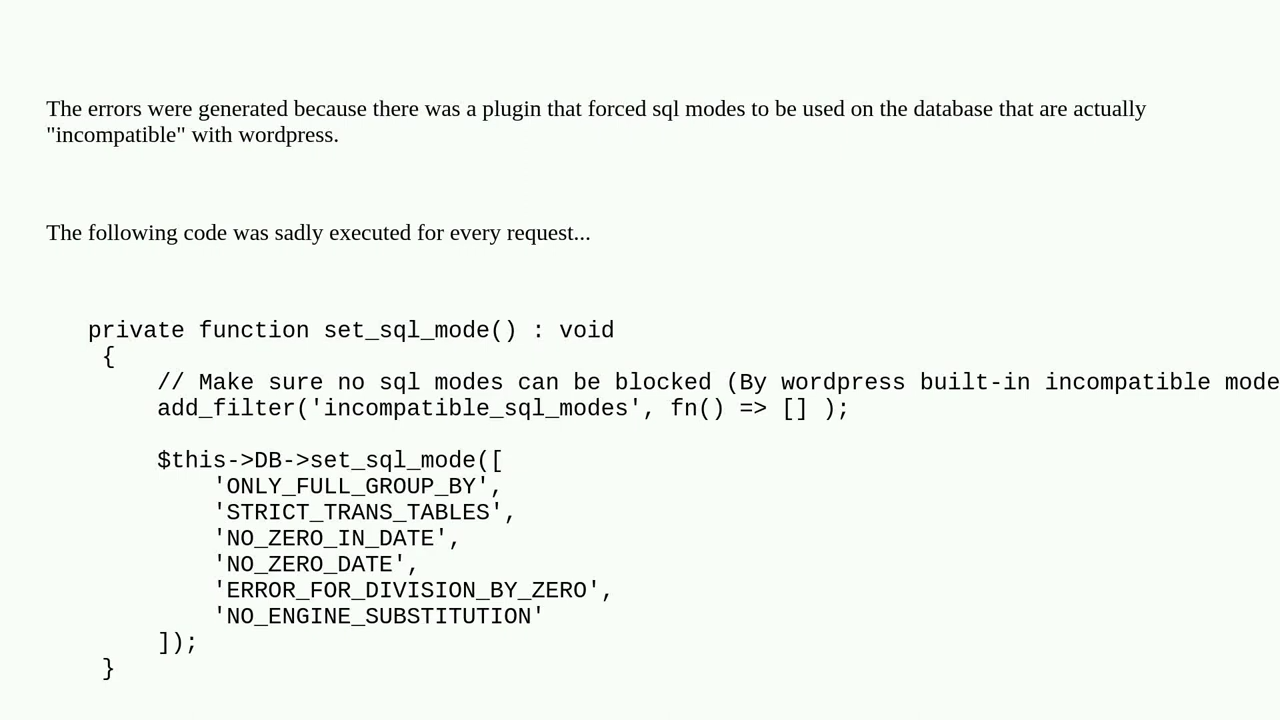 The errors were generated because there was a plugin that forced sql modes to be used on the database that are actually
"incompatible" with wordpress.
The following code was sadly executed for every request...
private function set_sql_mode() : void
{
// Make sure no sql modes can be blocked (By wordpress built-in incompatible mode
add_filter('incompatible_sql_modes', fn() => [] );
$this->DB->set_sql_mode([
'ONLY_FULL_GROUP_BY',
'STRICT_TRANS_TABLES',
'NO_ZERO_IN_DATE',
'NO_ZERO_DATE',
'ERROR_FOR_DIVISION_BY_ZERO',
'NO_ENGINE_SUBSTITUTION'
]);
}